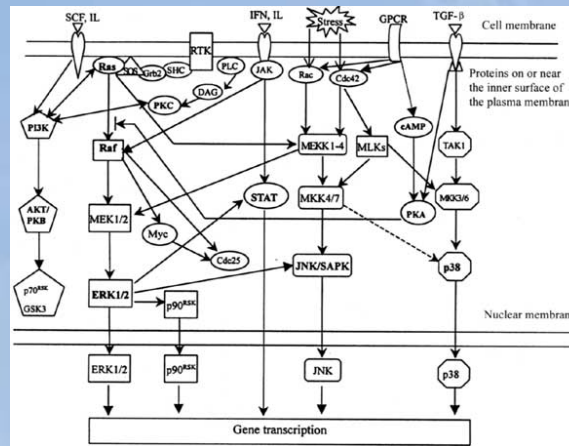 SCF, IL
IFN, IL
Stress
GPCR
TGF-β
Cell membrane
RTK
Ras
SOS
Grb2
SHC
PLC
JAK
Rac
Cdc42
Proteins on or near
the inner surface of
the plasma membrane
DAG
PKC
PI3K
cAMP
Raf
MEKK1-4
MLKs
TAK1
AKT/
PKB
MEK1/2
Myc
STAT
MKK4/7
PKA
MKK3/6
Cdc25
p70RSK
GSK3
ERK1/2
p90RSK
JNK/SAPK
p38
Nuclear membrane
ERK1/2
p90RSK
JNK
p38
Gene transcription